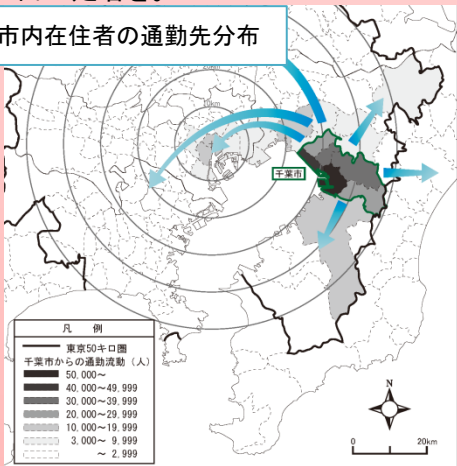 市内在住者の通勤先分布
10km
千葉市
凡 例
東京50キロ圏
千葉市からの通勤流動（人）
50,000～
40,000～49,999
30,000～39,999
20,000～29,999
10,000～19,999
3,000～ 9,999
～ 2,999
N
0 20km